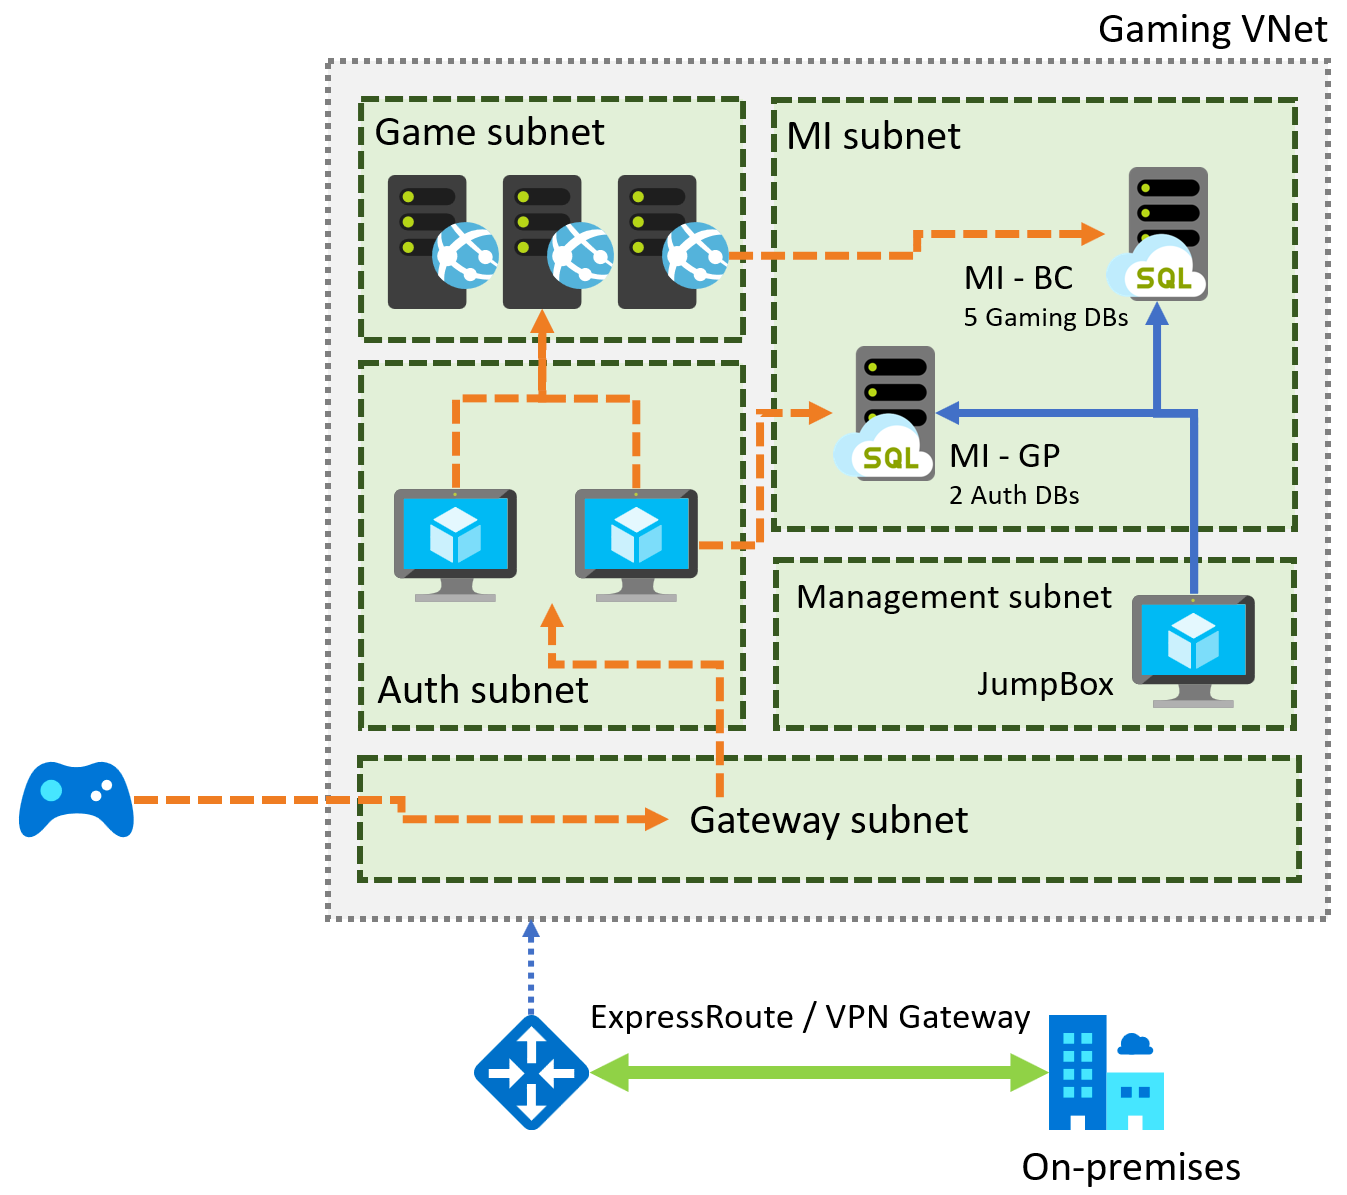 Gaming VNet
Game subnet
MI subnet
MI - BC
5 Gaming DBs
SQL
SQL
MI - GP
2 Auth DBs
Management subnet
JumpBox
Auth subnet
Gateway subnet
ExpressRoute / VPN Gateway
On-premises